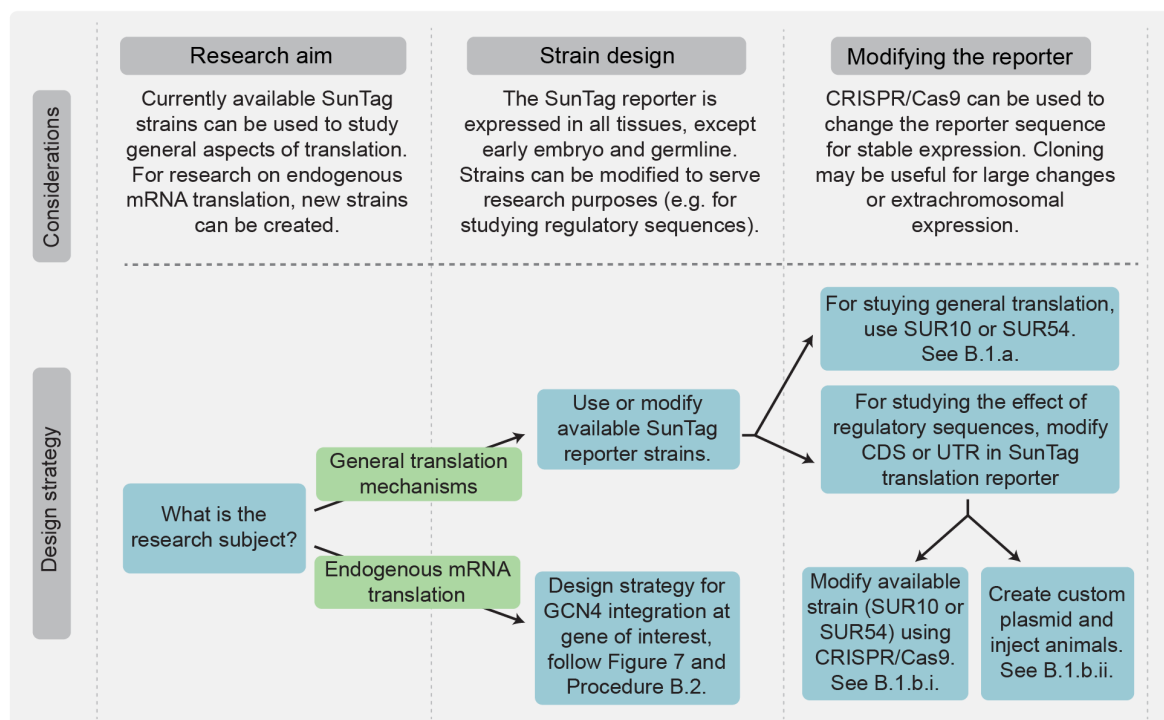 Research aim
Strain design
Modifying the reporter
Considerations
Currently available SunTag
strains can be used to study
general aspects of translation.
For research on endogenous
mRNA translation, new strains
can be created.
The SunTag reporter is
expressed in all tissues, except
early embryo and germline.
Strains can be modified to serve
research purposes (e.g. for
studying regulatory sequences).
CRISPR/Cas9 can be used to
change the reporter sequence
for stable expression. Cloning
may be useful for large changes
or extrachromosomal
expression.
Design strategy
What is the
research subject?
General translation
mechanisms
Endogenous mRNA
translation
Use or modify
available SunTag
reporter strains.
Design strategy for
GCN4 integration at
gene of interest,
follow Figure 7 and
Procedure B.2.
For stuying general translation,
use SUR10 or SUR54.
See B.1.a.
For studying the effect of
regulatory sequences, modify
CDS or UTR in SunTag
translation reporter
Modify available
strain (SUR10 or
SUR54) using
CRISPR/Cas9.
See B.1.b.i.
Create custom
plasmid and
inject animals.
See B.1.b.ii.